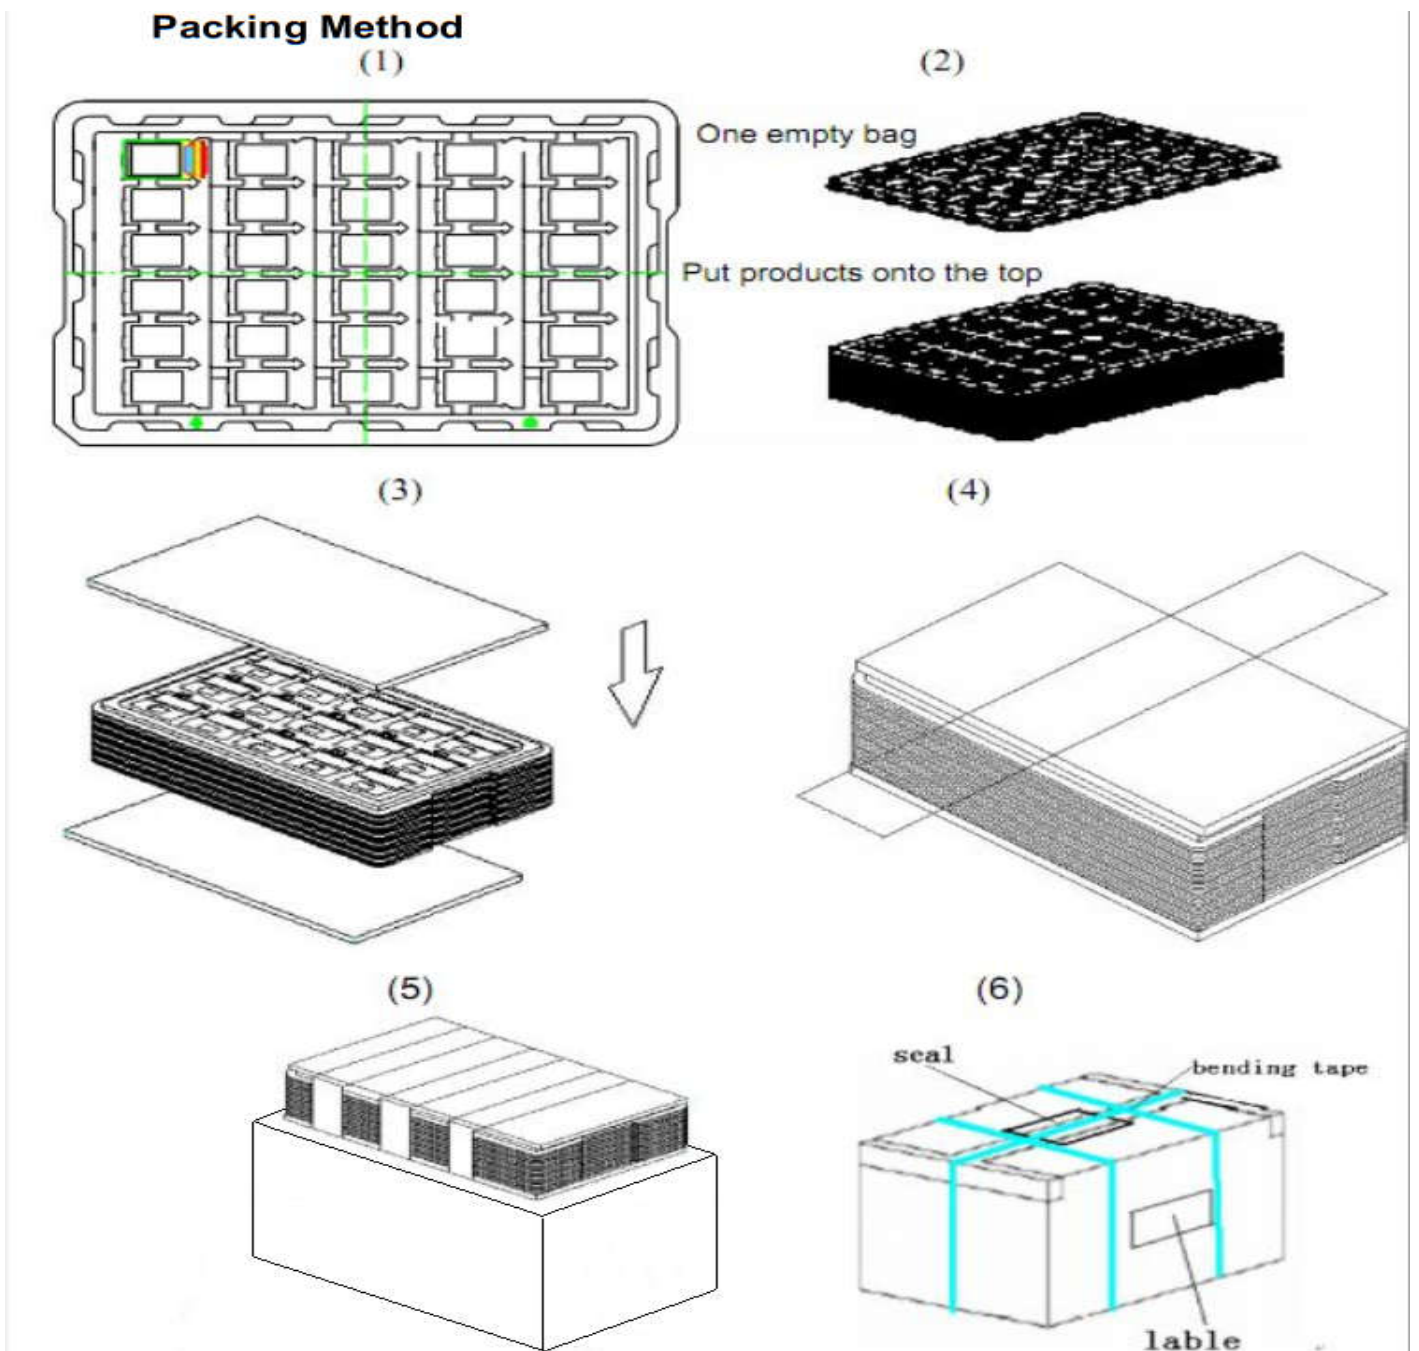 Packing Method
(1)
(2)
One empty bag
Put products onto the top
(3)
(4)
(5)
(6)
seal
bending tape
lable